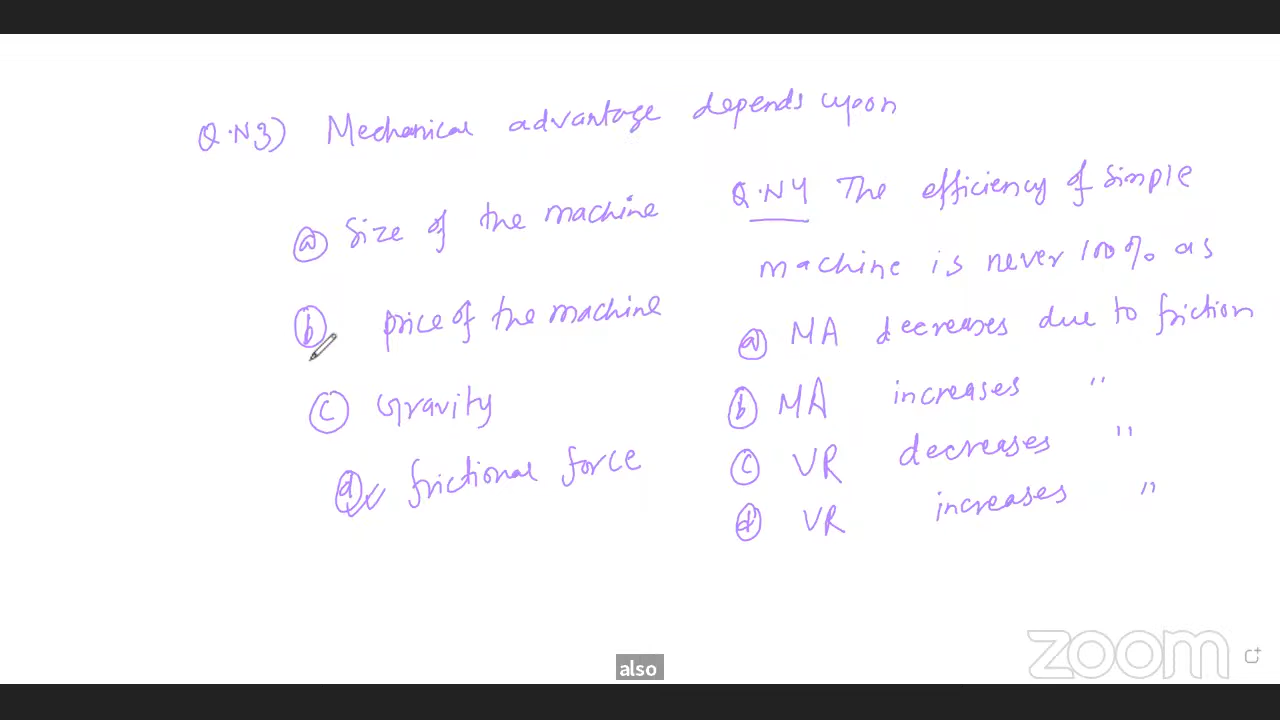 Q.N3) Mechanical advantage depends upon
(a) Size of the machine
(b) price of the machine
(c) Gravity
(d) frictional force
Q.N4 The efficiency of simple
machine is never 100% as
(a) MA decreases due to friction
(b) MA increases "
(c) VR decreases "
(d) VR increases "
also
zoom